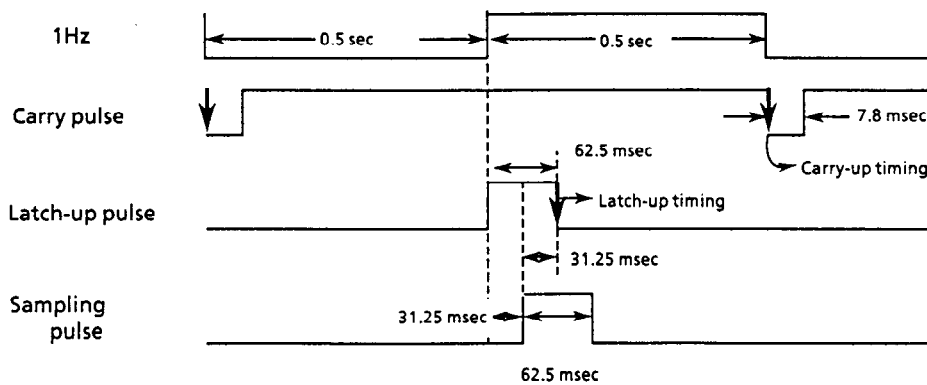 1Hz
0.5 sec
0.5 sec
Carry pulse
7.8 msec
62.5 msec
Carry-up timing
Latch-up pulse
Latch-up timing
31.25 msec
Sampling
pulse
31.25 msec
62.5 msec